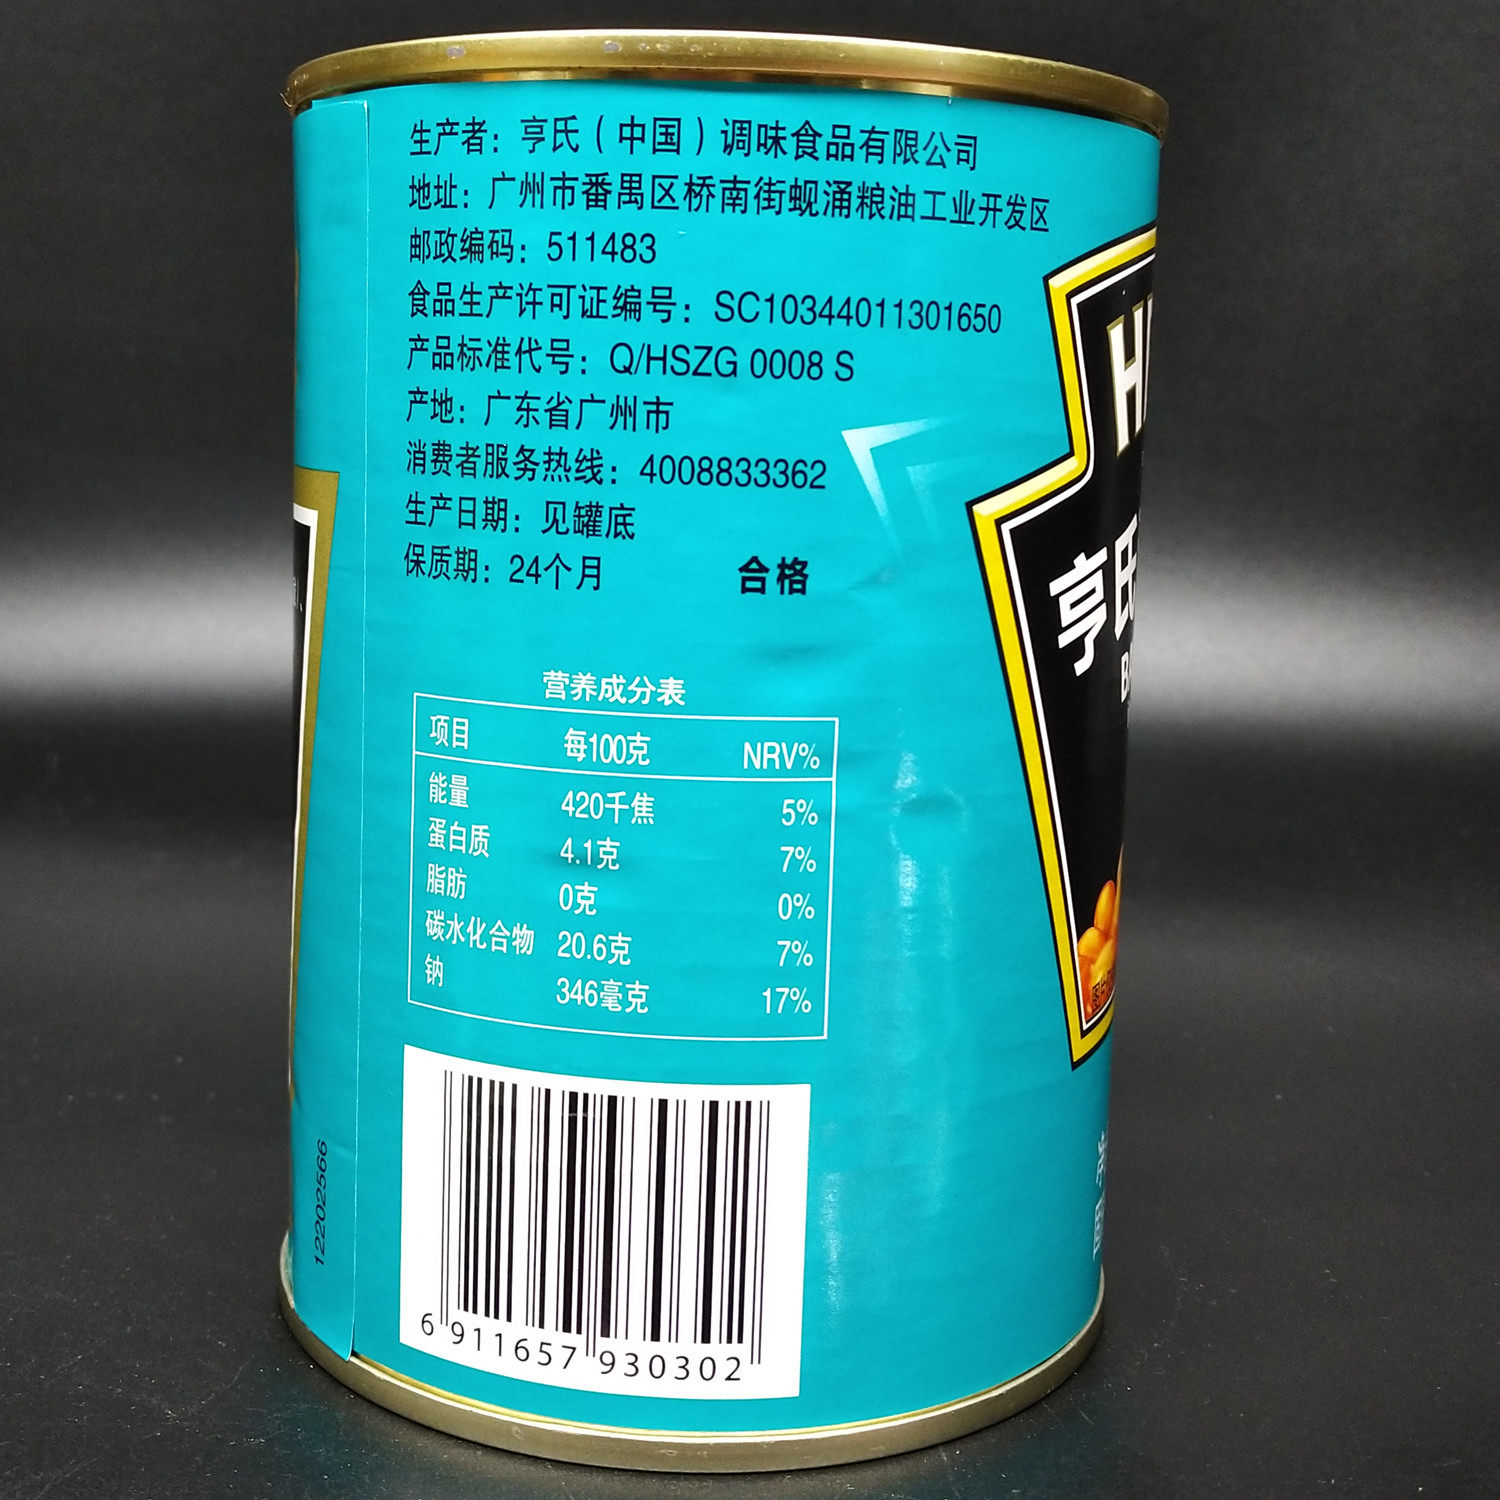 生产者：亨氏（中国）调味食品有限公司
地址：广州市番禺区桥南街蚬涌粮油工业开发区
邮政编码：511483
食品生产许可证编号：SC10344011301650
产品标准代号：Q/HSZG 0008 S
产地：广东省广州市
消费者服务热线：4008833362
生产日期：见罐底
保质期：24个月 合格
营养成分表
项目 每100克 NRV%
能量 420千焦 5%
蛋白质 4.1克 7%
脂肪 0克 0%
碳水化合物 20.6克 7%
钠 346毫克 17%
6 911657 930302
12202566
亨氏